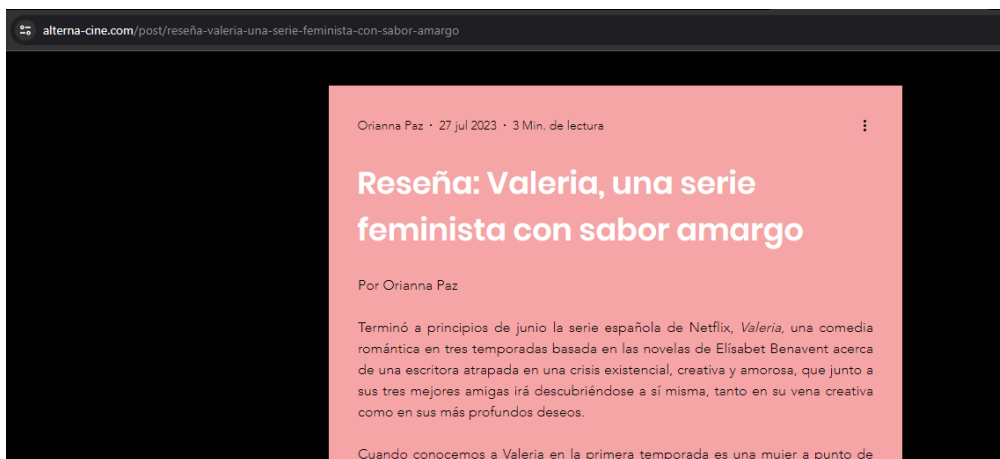 alterna-cine.com/post/reseña-valeria-una-serie-feminista-con-sabor-amargo
Orianna Paz · 27 jul 2023 · 3 Min. de lectura
Reseña: Valeria, una serie
feminista con sabor amargo
Por Orianna Paz
Terminó a principios de junio la serie española de Netflix, Valeria, una comedia
romántica en tres temporadas basada en las novelas de Elísabet Benavent acerca
de una escritora atrapada en una crisis existencial, creativa y amorosa, que junto a
sus tres mejores amigas irá descubriéndose a sí misma, tanto en su vena creativa
como en sus más profundos deseos.
Cuando conocemos a Valeria en la primera temporada es una mujer a punto de